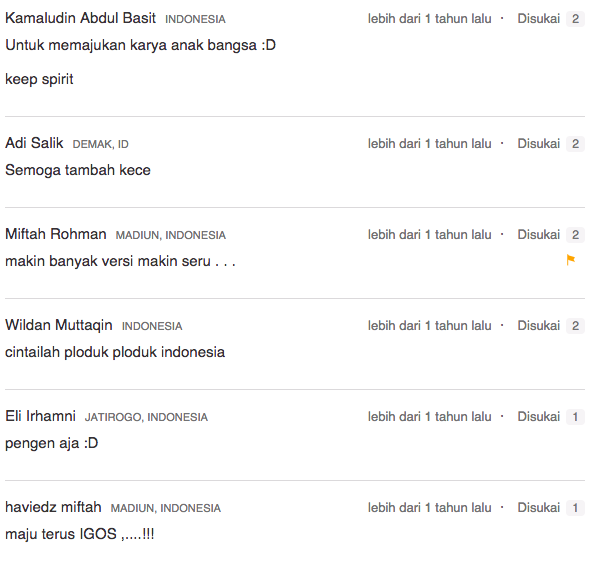 Kamaludin Abdul Basit INDONESIA lebih dari 1 tahun lalu · Disukai 2
Untuk memajukan karya anak bangsa :D
keep spirit
Adi Salik DEMAK, ID lebih dari 1 tahun lalu · Disukai 2
Semoga tambah kece
Miftah Rohman MADIUN, INDONESIA lebih dari 1 tahun lalu · Disukai 2
makin banyak versi makin seru . . .
Wildan Muttaqin INDONESIA lebih dari 1 tahun lalu · Disukai 2
cintailah ploduk ploduk indonesia
Eli Irhamni JATIROGO, INDONESIA lebih dari 1 tahun lalu · Disukai 1
pengen aja :D
haviedz miftah MADIUN, INDONESIA lebih dari 1 tahun lalu · Disukai 1
maju terus IGOS ,....!!!